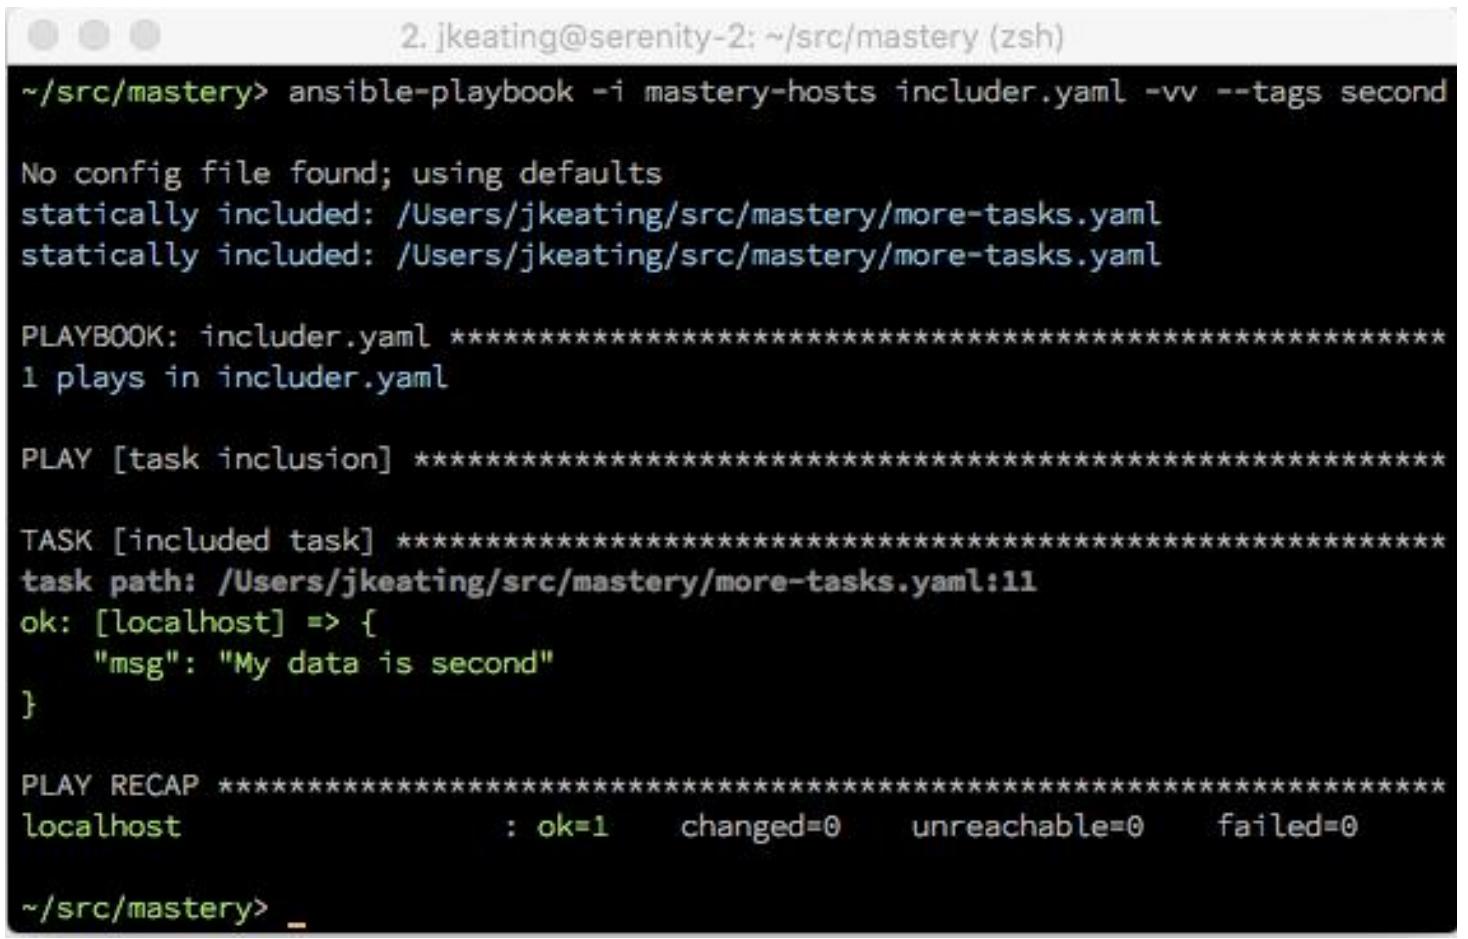 2. jkeating@serenity-2: ~/src/mastery (zsh)
~/src/mastery> ansible-playbook -i mastery-hosts includer.yaml -vv --tags second
No config file found; using defaults
statically included: /Users/jkeating/src/mastery/more-tasks.yaml
statically included: /Users/jkeating/src/mastery/more-tasks.yaml
PLAYBOOK: includer.yaml ********************************************************
1 plays in includer.yaml
PLAY [task inclusion] **********************************************************
TASK [included task] ***********************************************************
task path: /Users/jkeating/src/mastery/more-tasks.yaml:11
ok: [localhost] => {
    "msg": "My data is second"
}
PLAY RECAP *********************************************************************
localhost                  : ok=1    changed=0    unreachable=0    failed=0
~/src/mastery> _